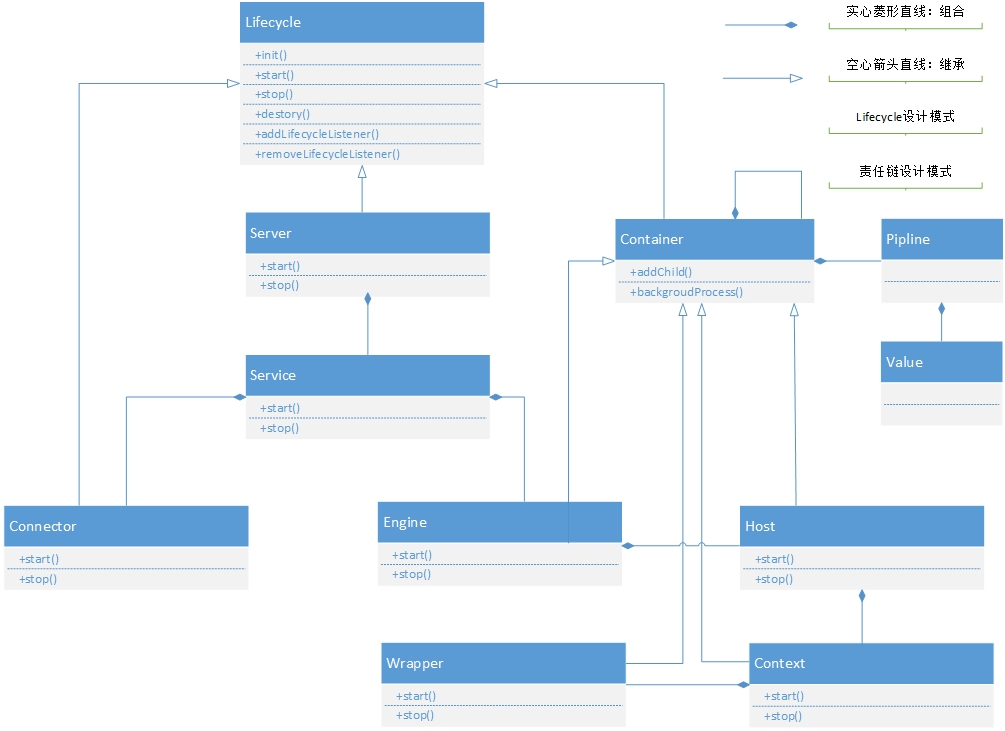 Lifecycle
+init()
+start()
+stop()
+destory()
+addLifecycleListener()
+removeLifecycleListener()
实心菱形直线：组合
空心箭头直线：继承
Lifecycle设计模式
责任链设计模式
Server
+start()
+stop()
Container
+addChild()
+backgroudProcess()
Pipline
Value
Service
+start()
+stop()
Connector
+start()
+stop()
Engine
+start()
+stop()
Host
+start()
+stop()
Wrapper
+start()
+stop()
Context
+start()
+stop()